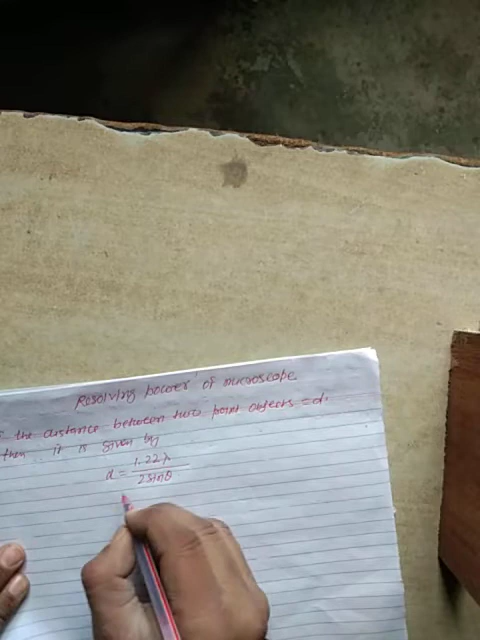 Resolving power of microscope
the distance between two point objects = d.
then it is given by
d = 1.22λ / 2sinθ